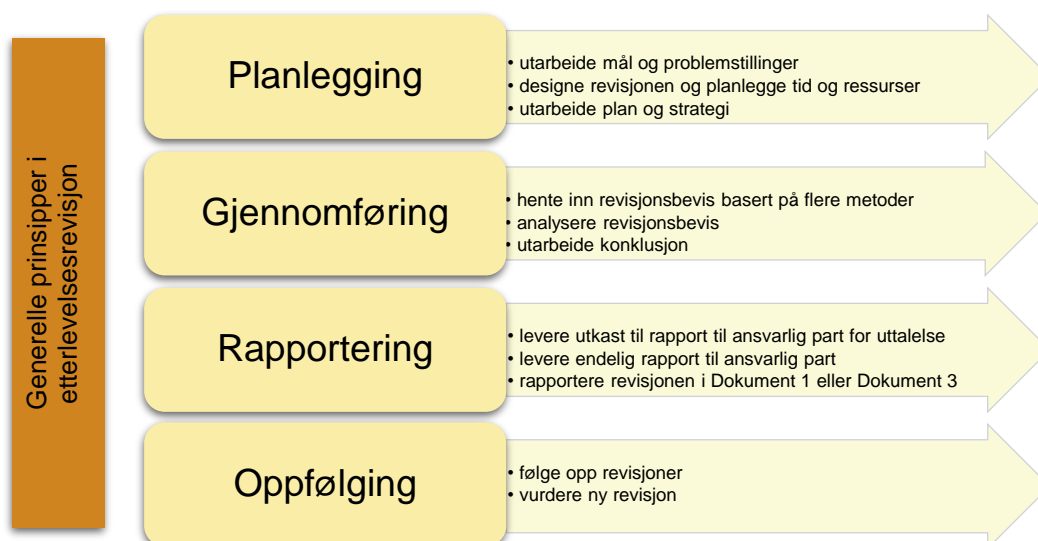 Generelle prinsipper i
etterlevelsesrevisjon
Planlegging
• utarbeide mål og problemstillinger
• designe revisjonen og planlegge tid og ressurser
• utarbeide plan og strategi
Gjennomføring
• hente inn revisjonsbevis basert på flere metoder
• analysere revisjonsbevis
• utarbeide konklusjon
Rapportering
• levere utkast til rapport til ansvarlig part for uttalelse
• levere endelig rapport til ansvarlig part
• rapportere revisjonen i Dokument 1 eller Dokument 3
Oppfølging
• følge opp revisjoner
• vurdere ny revisjon